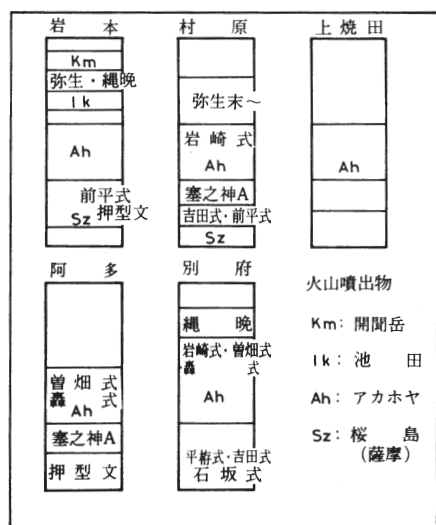 岩本
Km
弥生・縄晩
Ik
Ah
前平式
押型文
Sz
村原
弥生末～
岩崎式
Ah
塞之神A
吉田式・前平式
Sz
上焼田
Ah
阿多
曽畑式
轟式
Ah
塞之神A
押型文
別府
縄晩
岩崎式・曽畑式
轟式
Ah
平栫式・吉田式
石坂式
火山噴出物
Km: 開聞岳
Ik: 池田
Ah: アカホヤ
Sz: 桜島
(薩摩)